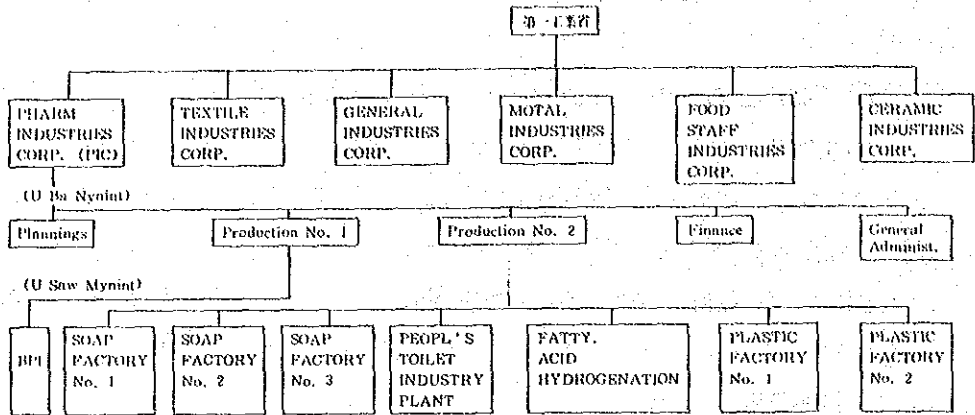 第一工業省
PHARM
INDUSTRIES
CORP. (PIC)
TEXTILE
INDUSTRIES
CORP.
GENERAL
INDUSTRIES
CORP.
MOTAL
INDUSTRIES
CORP.
FOOD
STAFF
INDUSTRIES
CORP.
CERAMIC
INDUSTRIES
CORP.
(U Ba Nynint)
Plannings
Production No. 1
Production No. 2
Finance
General
Administ.
(U Saw Mynint)
BPI
SOAP
FACTORY
No. 1
SOAP
FACTORY
No. 2
SOAP
FACTORY
No. 3
PEOPL'S
TOILET
INDUSTRY
PLANT
FATTY.
ACID
HYDROGENATION
PLASTIC
FACTORY
No. 1
PLASTIC
FACTORY
No. 2